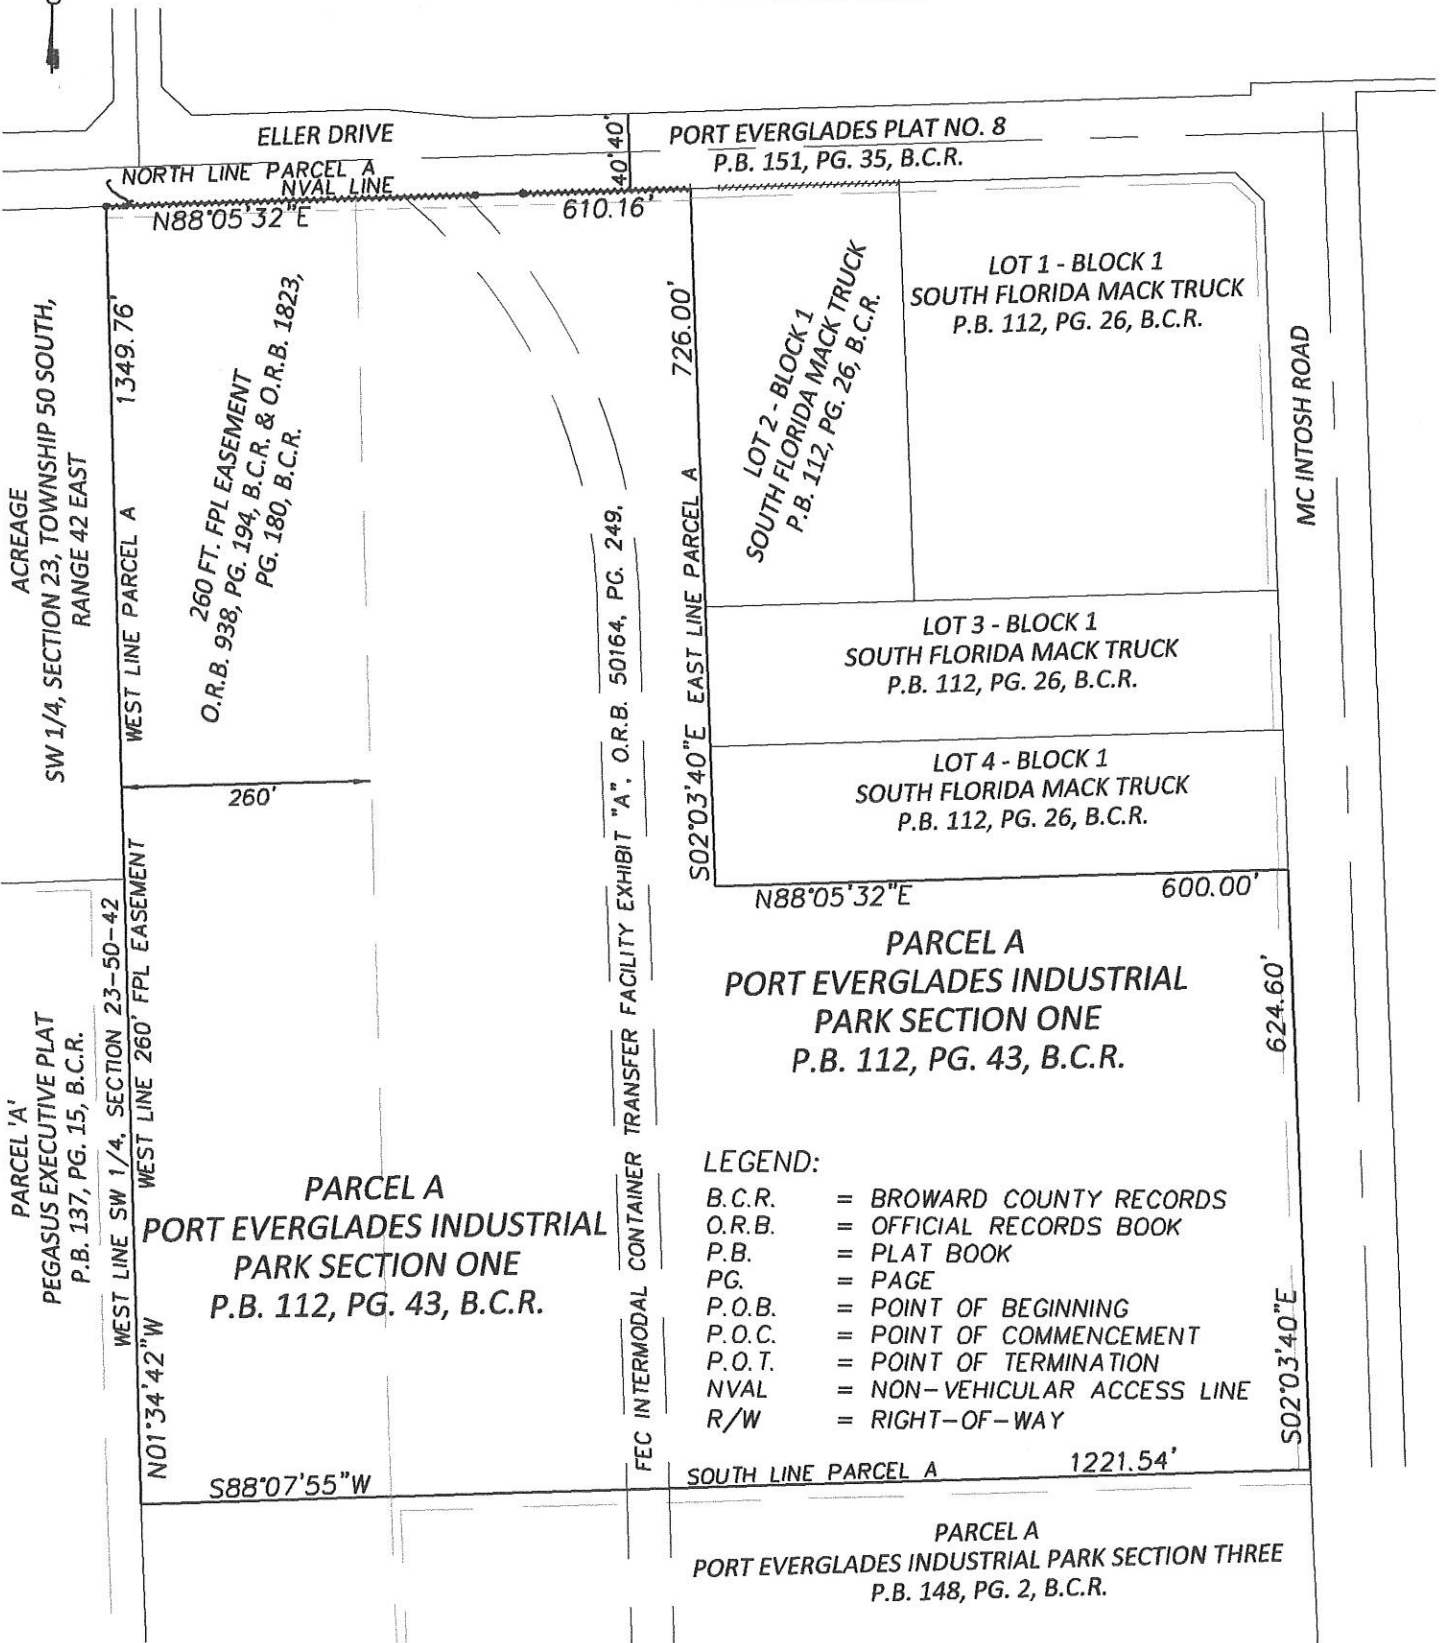 ELLER DRIVE
40'40'
PORT EVERGLADES PLAT NO. 8
P.B. 151, PG. 35, B.C.R.
NORTH LINE PARCEL A
NVAL LINE
N88°05'32"E
610.16'
ACREAGE
SW 1/4, SECTION 23, TOWNSHIP 50 SOUTH,
RANGE 42 EAST
1349.76'
WEST LINE PARCEL A
260 FT. FPL EASEMENT
O.R.B. 938, PG. 194, B.C.R. & O.R.B. 1823,
PG. 180, B.C.R.
260'
726.00'
EAST LINE PARCEL A
S02°03'40"E
LOT 2 - BLOCK 1
SOUTH FLORIDA MACK TRUCK
P.B. 112, PG. 26, B.C.R.
LOT 1 - BLOCK 1
SOUTH FLORIDA MACK TRUCK
P.B. 112, PG. 26, B.C.R.
MC INTOSH ROAD
LOT 3 - BLOCK 1
SOUTH FLORIDA MACK TRUCK
P.B. 112, PG. 26, B.C.R.
LOT 4 - BLOCK 1
SOUTH FLORIDA MACK TRUCK
P.B. 112, PG. 26, B.C.R.
N88°05'32"E
600.00'
PARCEL A
PORT EVERGLADES INDUSTRIAL
PARK SECTION ONE
P.B. 112, PG. 43, B.C.R.
624.60'
S02°03'40"E
FEC INTERMODAL CONTAINER TRANSFER FACILITY EXHIBIT "A", O.R.B. 50164, PG. 249,
PARCEL 'A'
PEGASUS EXECUTIVE PLAT
P.B. 137, PG. 15, B.C.R.
WEST LINE SW 1/4, SECTION 23-50-42
WEST LINE 260' FPL EASEMENT
N01°34'42"W
PARCEL A
PORT EVERGLADES INDUSTRIAL
PARK SECTION ONE
P.B. 112, PG. 43, B.C.R.
LEGEND:
B.C.R. = BROWARD COUNTY RECORDS
O.R.B. = OFFICIAL RECORDS BOOK
P.B. = PLAT BOOK
PG. = PAGE
P.O.B. = POINT OF BEGINNING
P.O.C. = POINT OF COMMENCEMENT
P.O.T. = POINT OF TERMINATION
NVAL = NON-VEHICULAR ACCESS LINE
R/W = RIGHT-OF-WAY
S88°07'55"W
SOUTH LINE PARCEL A
1221.54'
PARCEL A
PORT EVERGLADES INDUSTRIAL PARK SECTION THREE
P.B. 148, PG. 2, B.C.R.